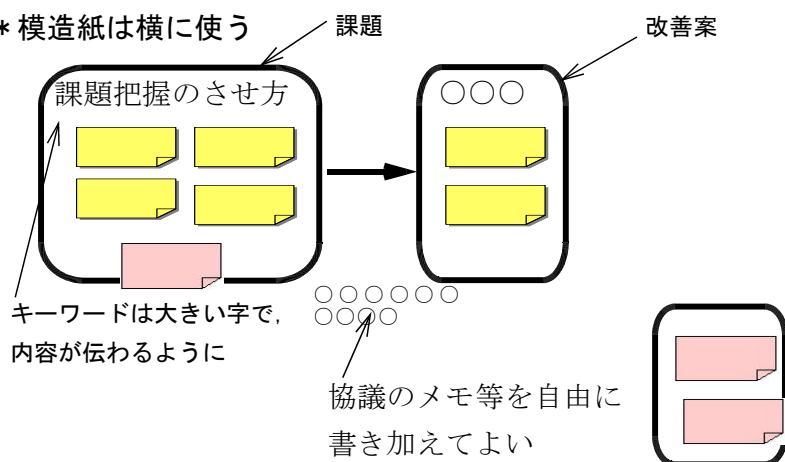 *模造紙は横に使う
課題
改善案
課題把握のさせ方
○○○
キーワードは大きい字で，
内容が伝わるように
○○○○○○
○○○○
協議のメモ等を自由に
書き加えてよい